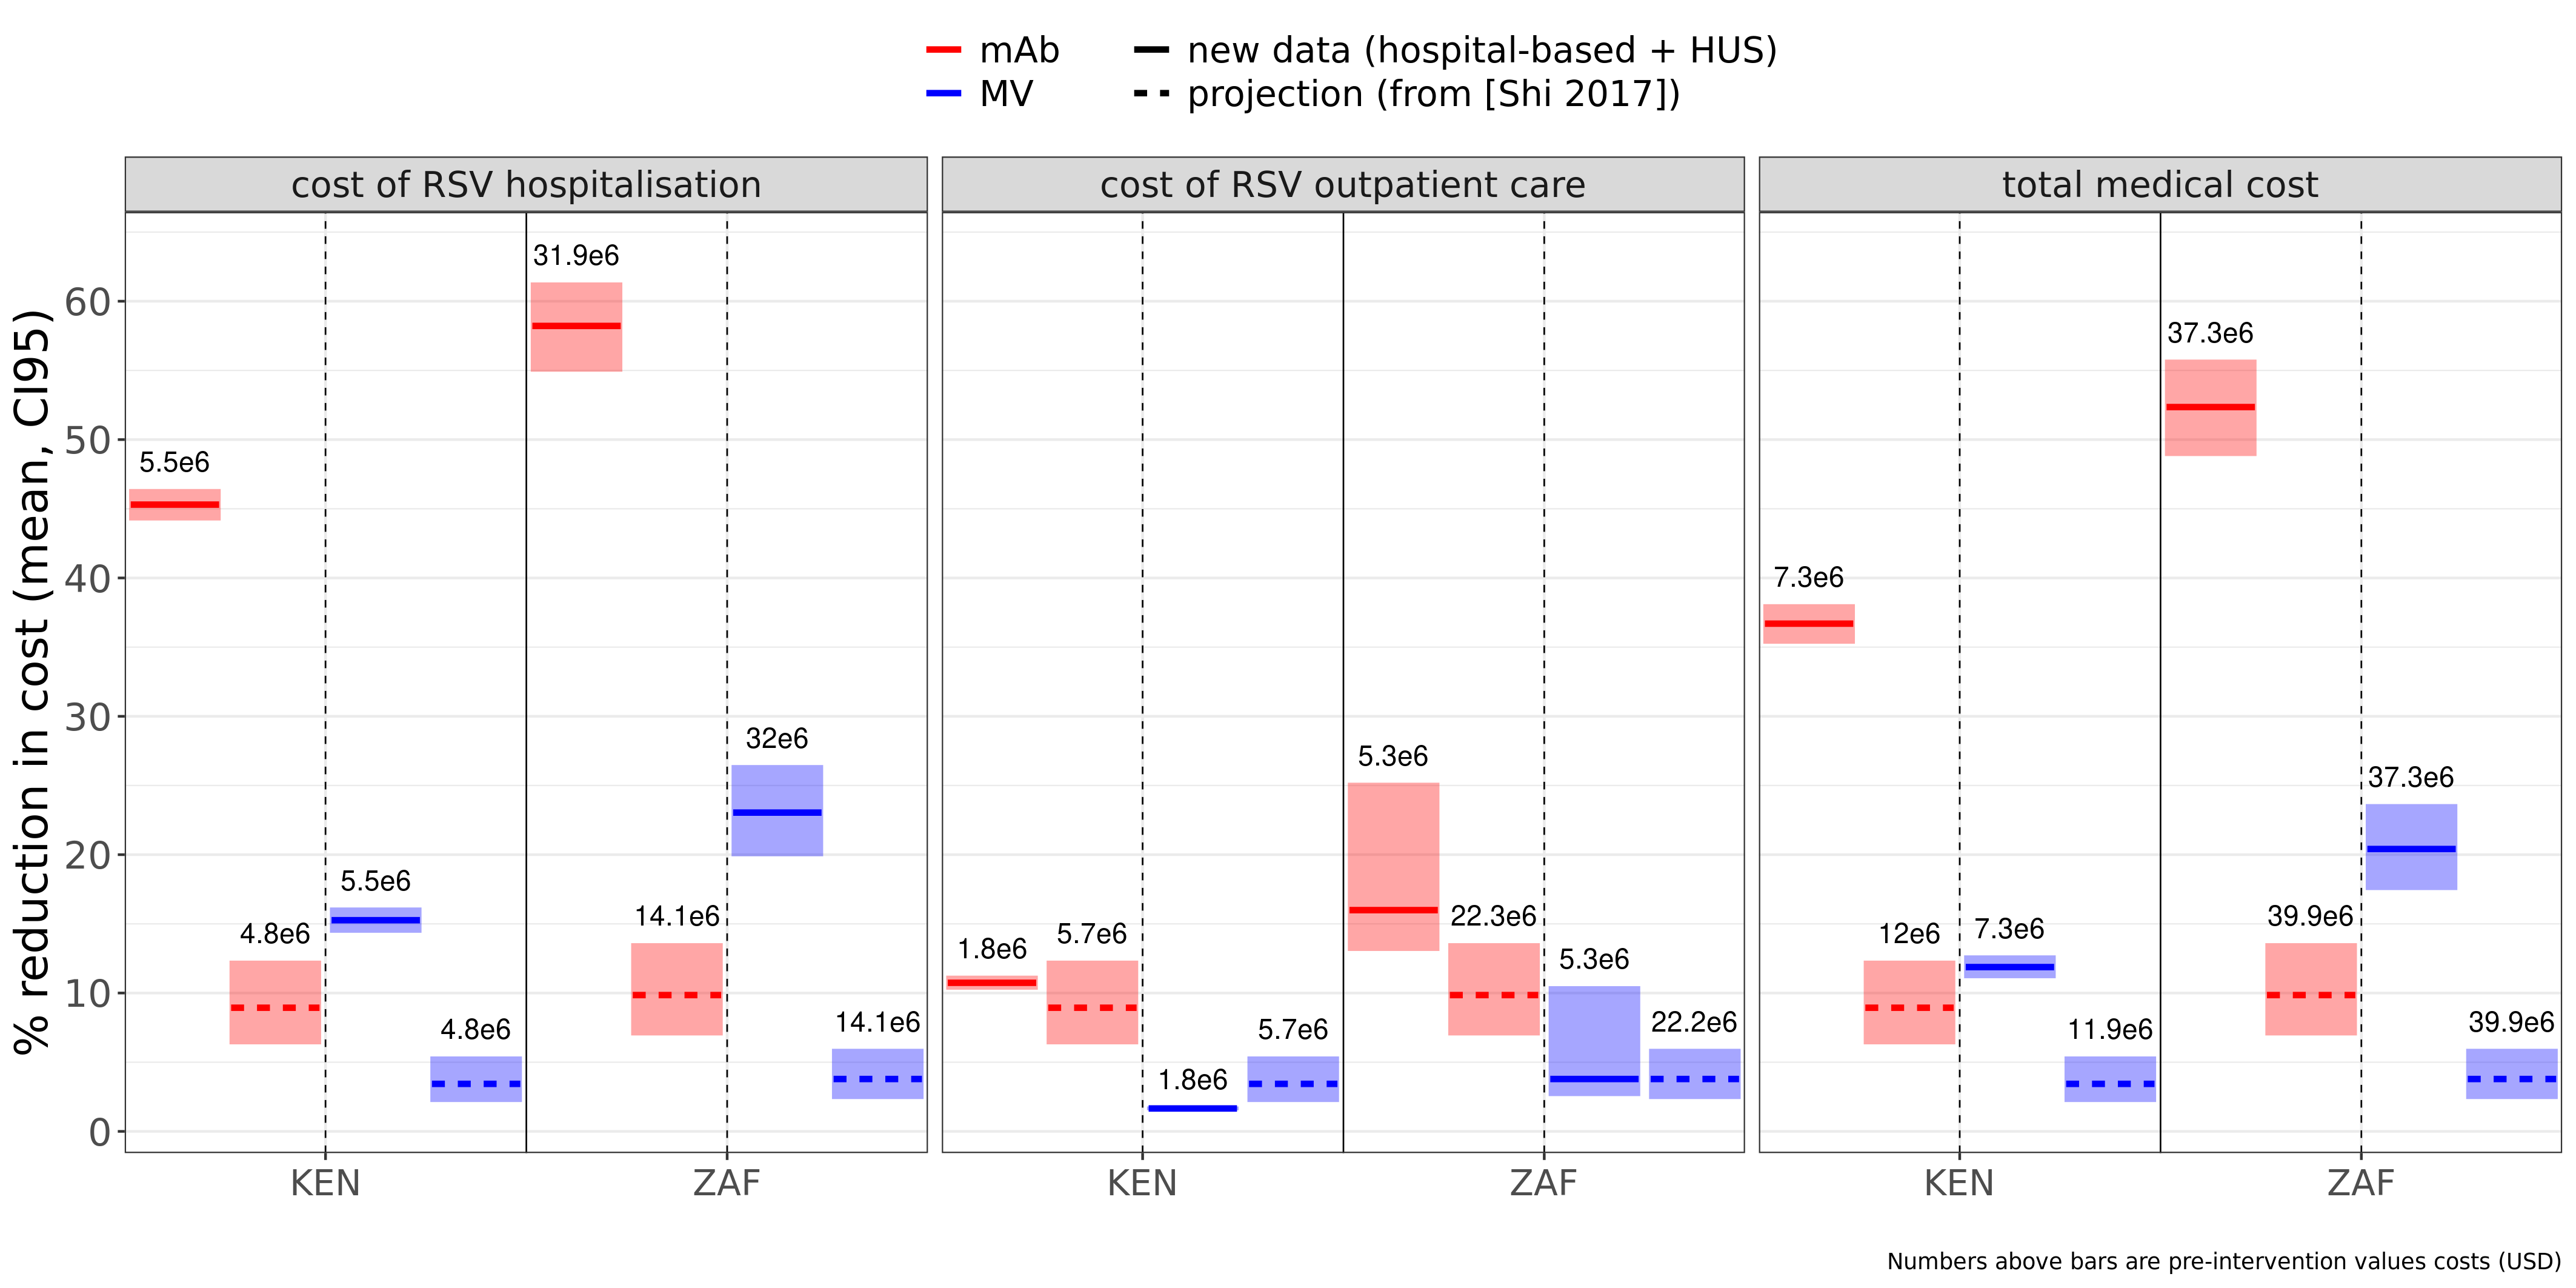 mAb
MV
new data (hospital-based + HUS)
projection (from [Shi 2017])
% reduction in cost (mean, CI95)
cost of RSV hospitalisation
cost of RSV outpatient care
total medical cost
60
50
40
30
20
10
0
5.5e6
4.8e6
5.5e6
4.8e6
31.9e6
14.1e6
32e6
14.1e6
1.8e6
5.7e6
1.8e6
5.7e6
5.3e6
22.3e6
5.3e6
22.2e6
7.3e6
12e6
7.3e6
11.9e6
37.3e6
39.9e6
37.3e6
39.9e6
KEN
ZAF
KEN
ZAF
KEN
ZAF
Numbers above bars are pre-intervention values costs (USD)